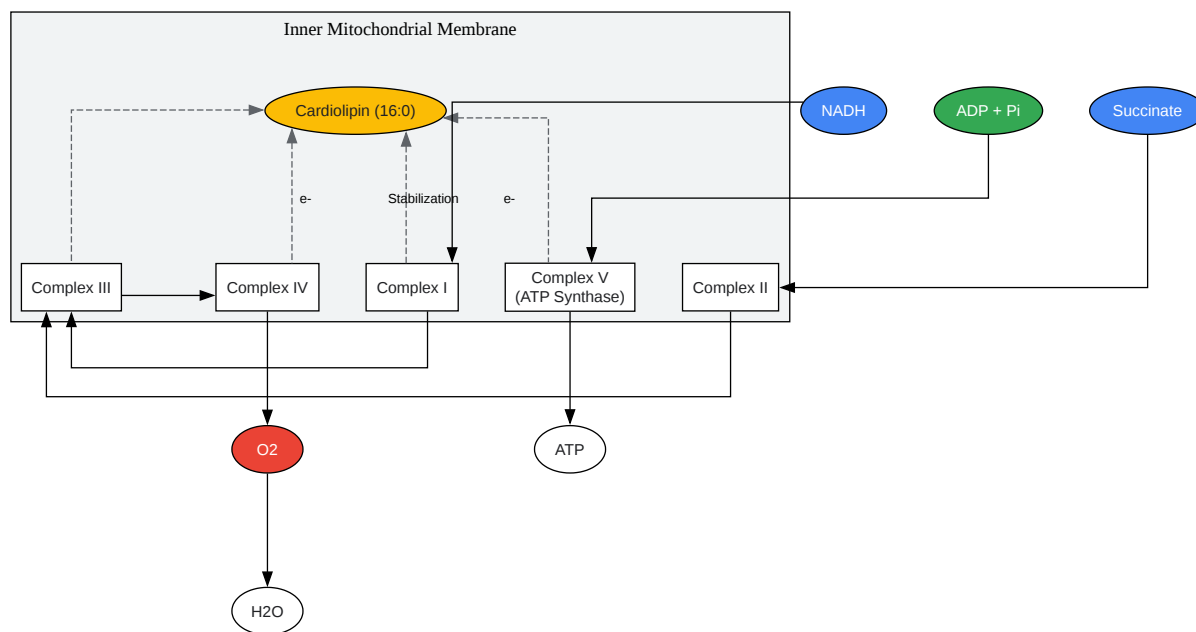 Inner Mitochondrial Membrane
Cardiolipin (16:0)
NADH
ADP + Pi
Succinate
e-
Stabilization
e-
Complex III
Complex IV
Complex I
Complex V
(ATP Synthase)
Complex II
O2
ATP
H2O